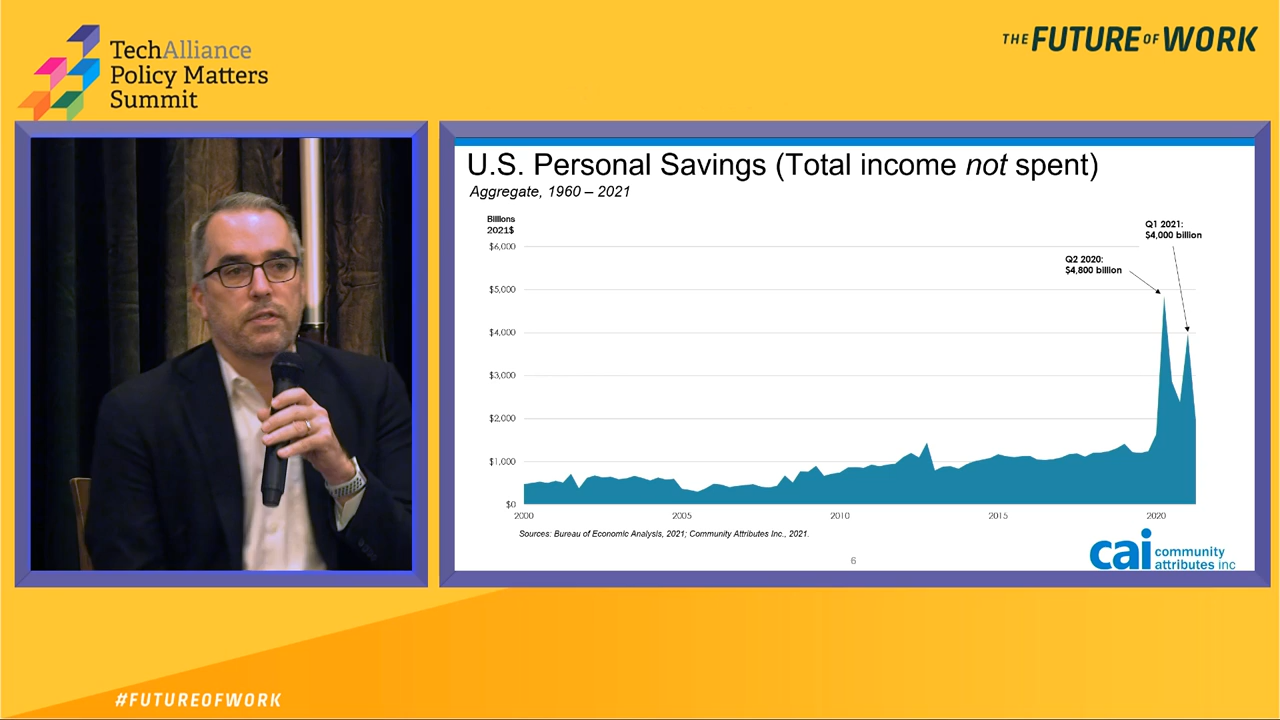 TechAlliance
Policy Matters
Summit
THE FUTURE OF WORK
U.S. Personal Savings (Total income not spent)
Aggregate, 1960 – 2021
Billions
2021$
$6,000
$5,000
$4,000
$3,000
$2,000
$1,000
$0
Q1 2021:
$4,000 billion
Q2 2020:
$4,800 billion
2000 2005 2010 2015 2020
Sources: Bureau of Economic Analysis, 2021; Community Attributes Inc., 2021.
6
cai community
attributes inc
#FUTUREOFWORK